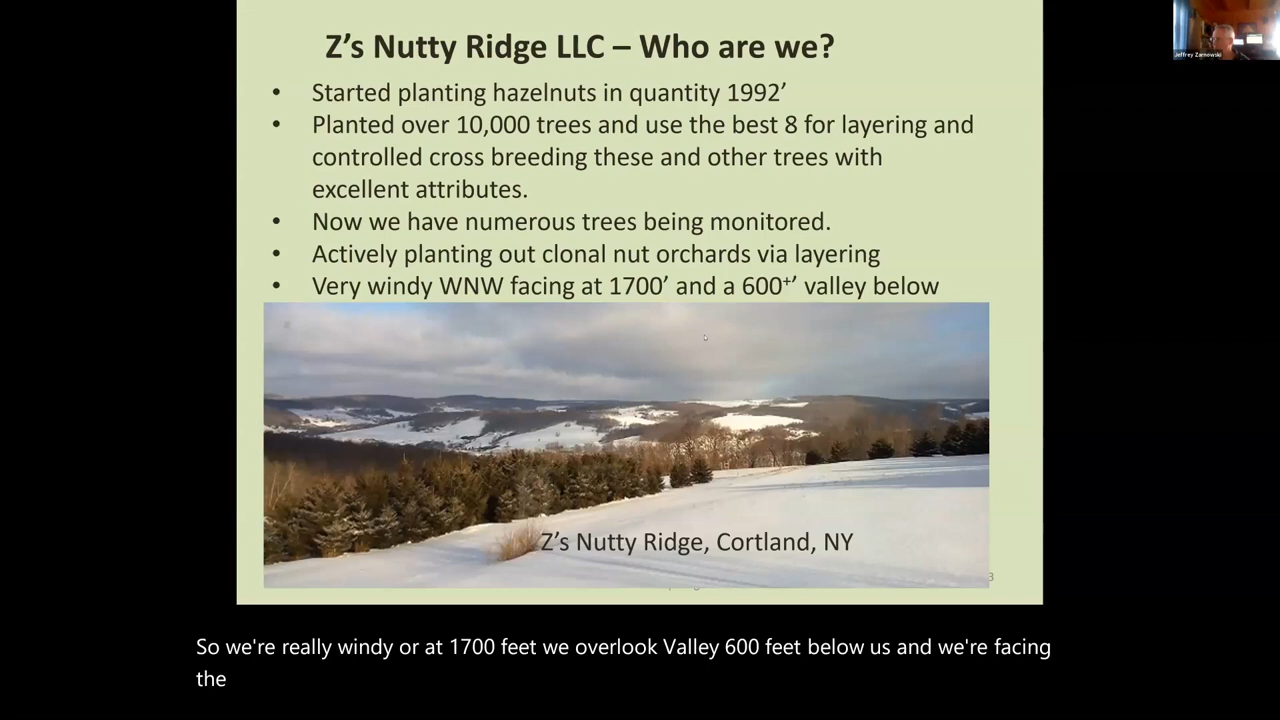 Z’s Nutty Ridge LLC – Who are we?
Jeffrey Zarnowski
• Started planting hazelnuts in quantity 1992’
• Planted over 10,000 trees and use the best 8 for layering and
controlled cross breeding these and other trees with
excellent attributes.
• Now we have numerous trees being monitored.
• Actively planting out clonal nut orchards via layering
• Very windy WNW facing at 1700’ and a 600⁺’ valley below
Z’s Nutty Ridge, Cortland, NY
3
So we're really windy or at 1700 feet we overlook Valley 600 feet below us and we're facing
the